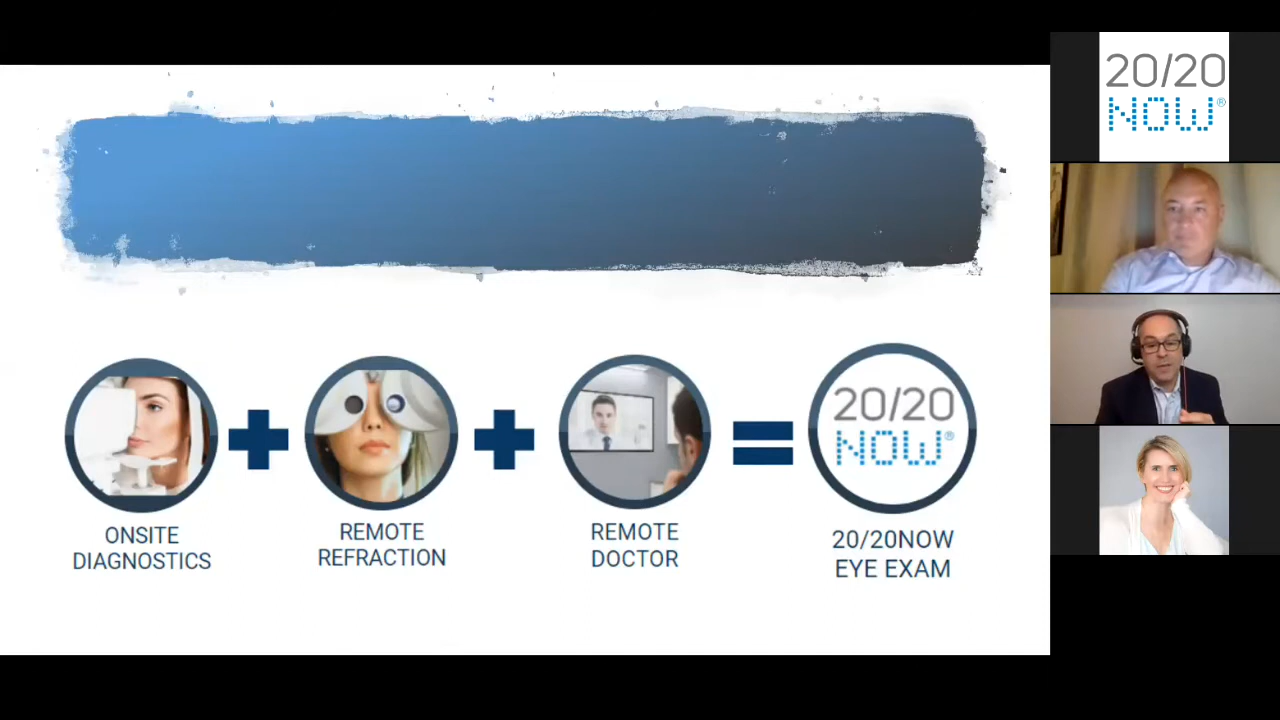 ONSITE
DIAGNOSTICS
REMOTE
REFRACTION
REMOTE
DOCTOR
20/20
NOW®
20/20NOW
EYE EXAM
20/20
NOW®